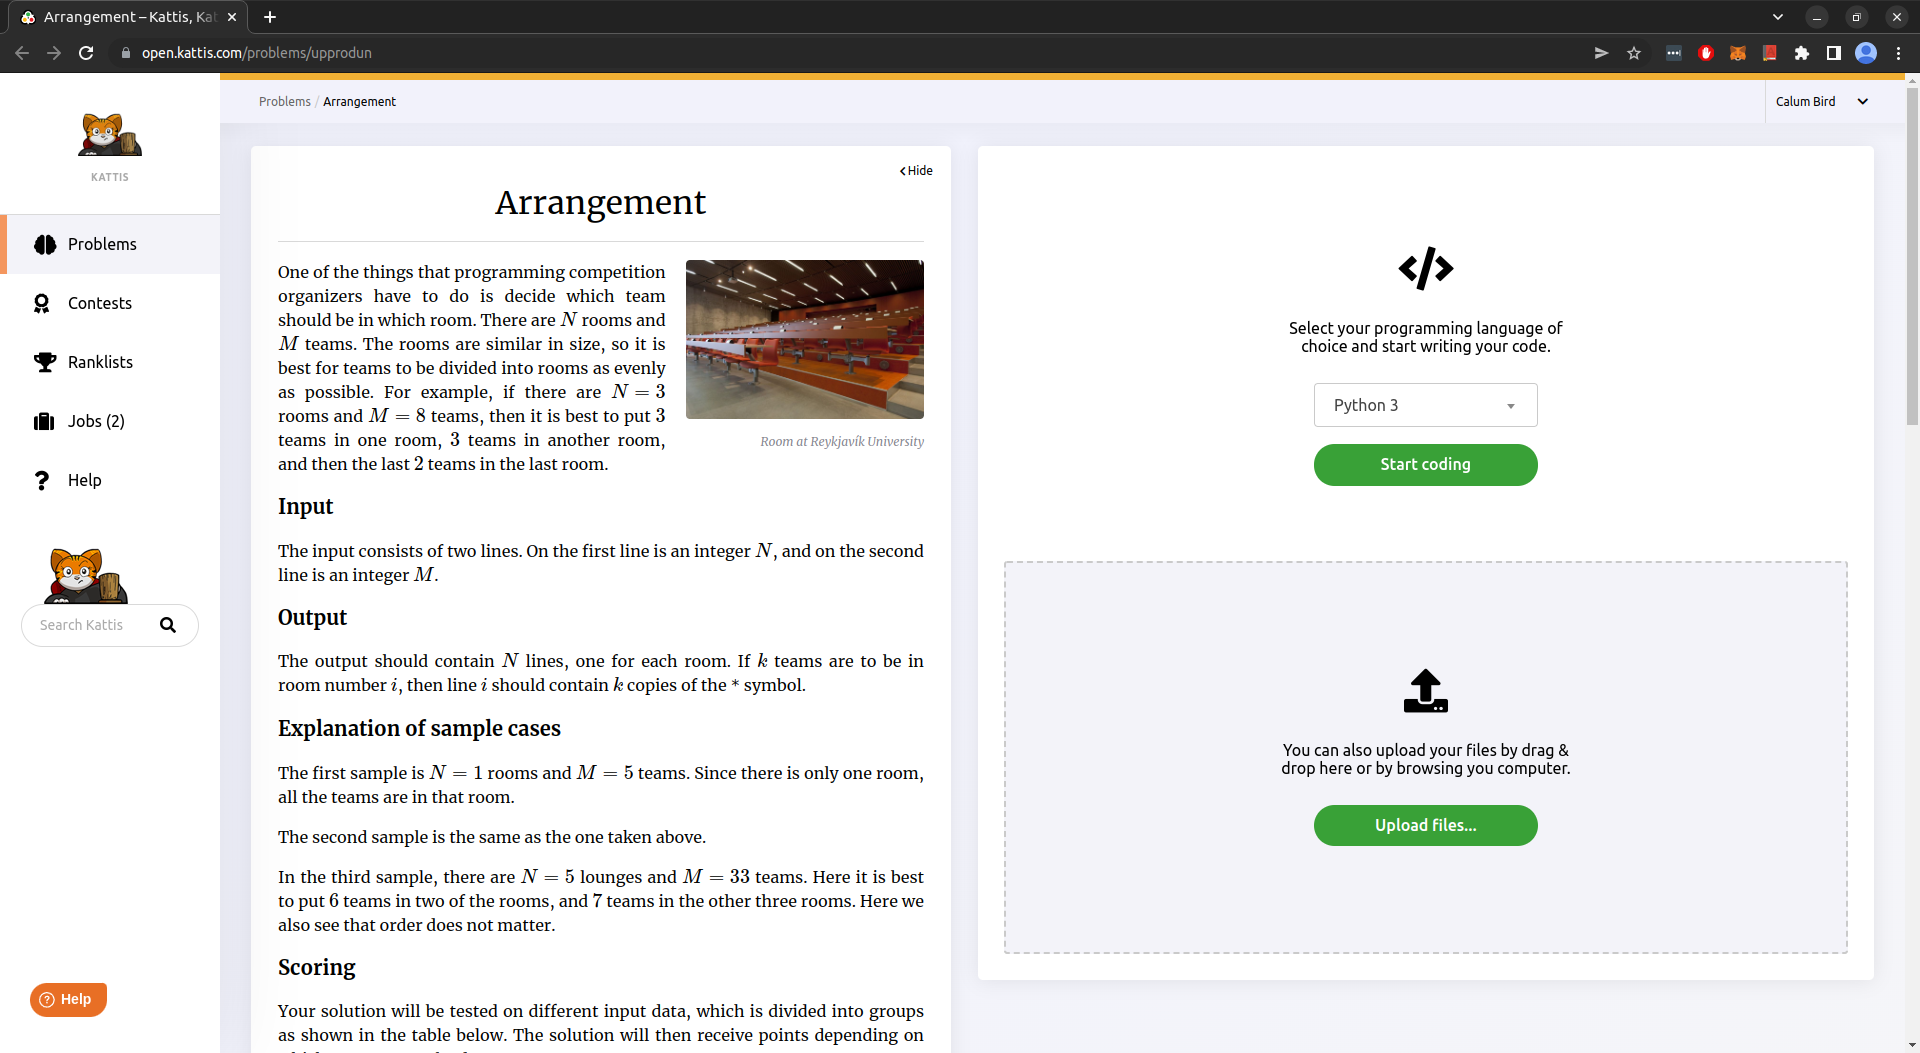 Arrangement – Kattis, Kat
open.kattis.com/problems/upprodun
KATTIS
Problems
Contests
Ranklists
Jobs (2)
Help
Search Kattis
Help
Problems / Arrangement
Calum Bird
Hide
Arrangement
One of the things that programming competition
organizers have to do is decide which team
should be in which room. There are N rooms and
M teams. The rooms are similar in size, so it is
best for teams to be divided into rooms as evenly
as possible. For example, if there are N = 3
rooms and M = 8 teams, then it is best to put 3
teams in one room, 3 teams in another room,
and then the last 2 teams in the last room.
Room at Reykjavík University
Input
The input consists of two lines. On the first line is an integer N, and on the second
line is an integer M.
Output
The output should contain N lines, one for each room. If k teams are to be in
room number i, then line i should contain k copies of the * symbol.
Explanation of sample cases
The first sample is N = 1 rooms and M = 5 teams. Since there is only one room,
all the teams are in that room.
The second sample is the same as the one taken above.
In the third sample, there are N = 5 lounges and M = 33 teams. Here it is best
to put 6 teams in two of the rooms, and 7 teams in the other three rooms. Here we
also see that order does not matter.
Scoring
Your solution will be tested on different input data, which is divided into groups
as shown in the table below. The solution will then receive points depending on
Select your programming language of
choice and start writing your code.
Python 3
Start coding
You can also upload your files by drag &
drop here or by browsing you computer.
Upload files...